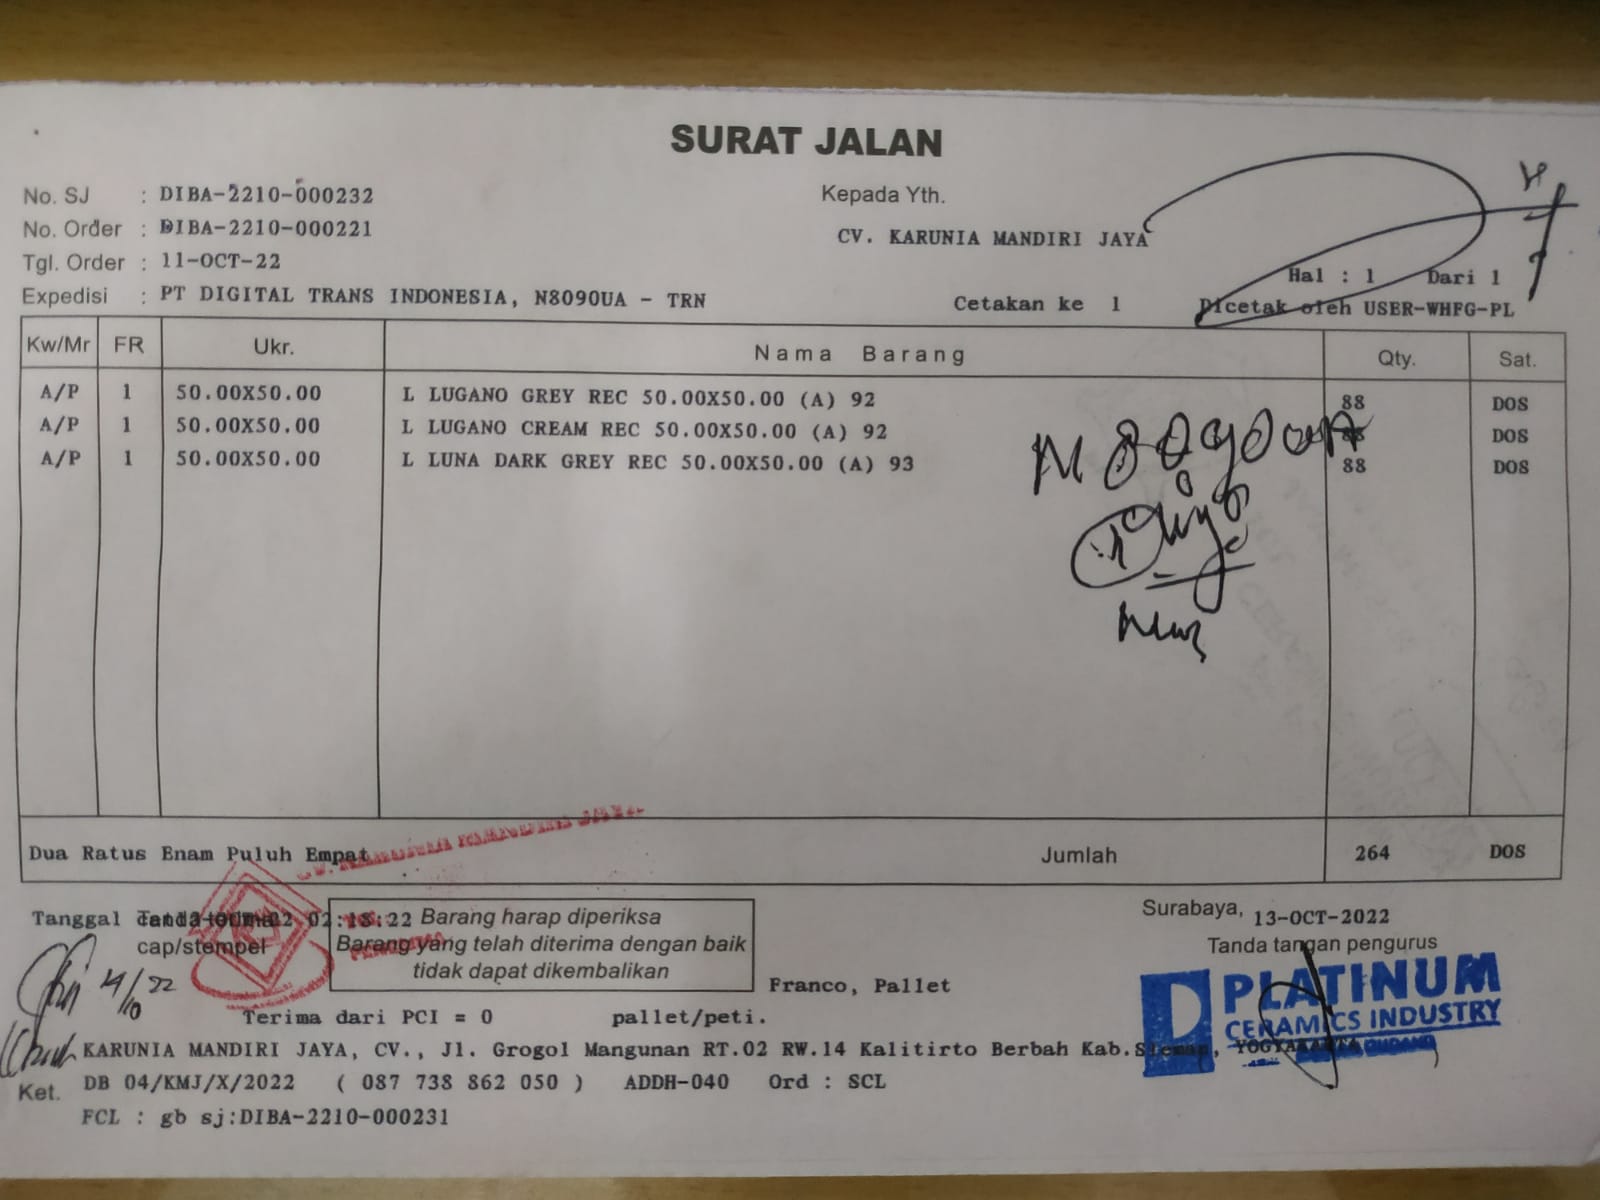 SURAT JALAN
No. SJ : DIBA-2210-000232
Kepada Yth.
No. Order : DIBA-2210-000221
CV. KARUNIA MANDIRI JAYA
Tgl. Order : 11-OCT-22
Hal : 1 Dari 1
Expedisi : PT DIGITAL TRANS INDONESIA, N8090UA - TRN
Cetakan ke 1 Dicetak oleh USER-WHFG-PL
Kw/Mr FR Ukr. Nama Barang Qty. Sat.
A/P 1 50.00X50.00 L LUGANO GREY REC 50.00X50.00 (A) 92 88 DOS
A/P 1 50.00X50.00 L LUGANO CREAM REC 50.00X50.00 (A) 92 88 DOS
A/P 1 50.00X50.00 L LUNA DARK GREY REC 50.00X50.00 (A) 93 88 DOS
Dua Ratus Enam Puluh Empat Jumlah 264 DOS
Tanggal 02:18:22
cap/stempel
14/10 22
Barang harap diperiksa
Barang yang telah diterima dengan baik
tidak dapat dikembalikan
Franco, Pallet
Surabaya, 13-OCT-2022
Tanda tangan pengurus
PLATINUM
CERAMICS INDUSTRY
Terima dari PCI = 0 pallet/peti.
KARUNIA MANDIRI JAYA, CV., Jl. Grogol Mangunan RT.02 RW.14 Kalitirto Berbah Kab.Sleman, YOGYAKARTA
Ket. DB 04/KMJ/X/2022 ( 087 738 862 050 ) ADDH-040 Ord : SCL
FCL : gb sj:DIBA-2210-000231